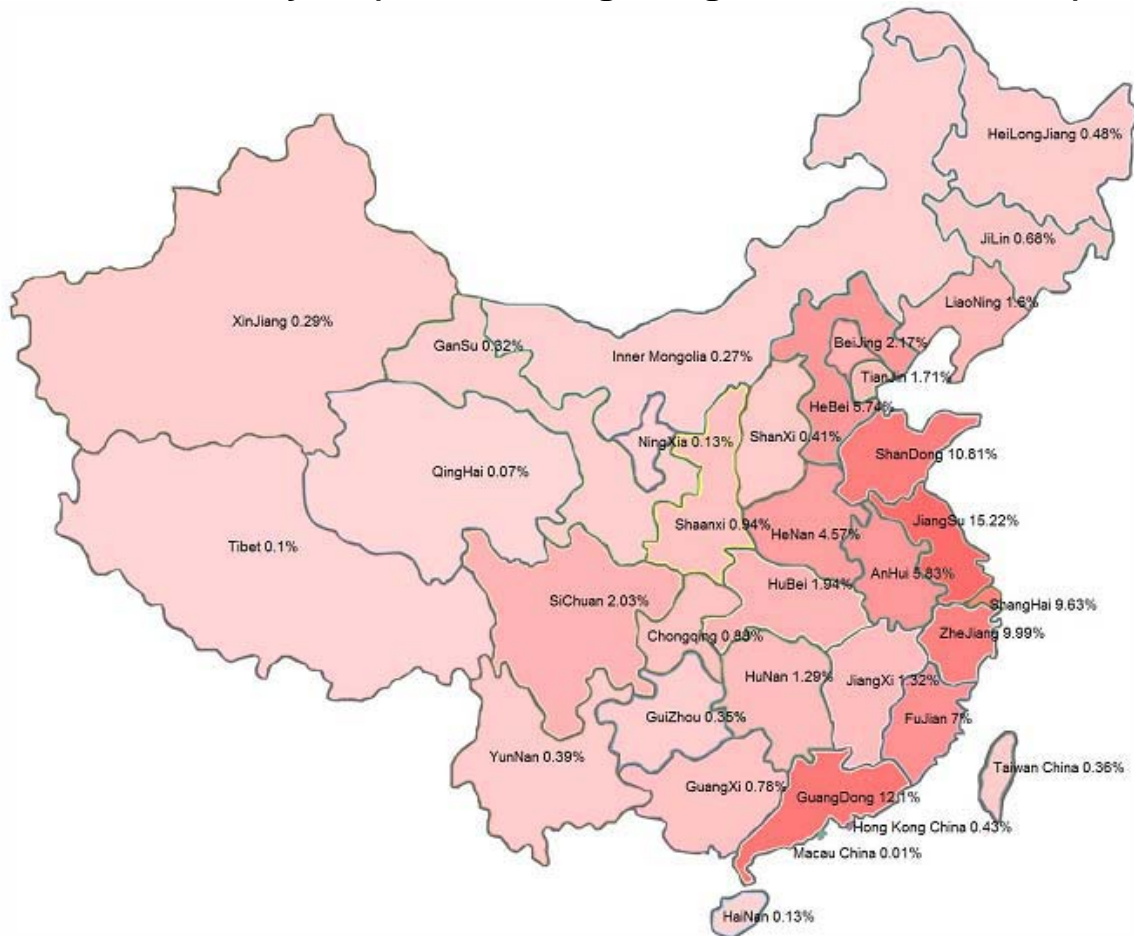 HeiLongJiang 0.48%
JiLin 0.68%
LiaoNing 1.6%
XinJiang 0.29%
GanSu 0.32%
Inner Mongolia 0.27%
BeiJing 2.17%
TianJin 1.71%
HeBei 5.74%
NingXia 0.13%
ShanXi 0.41%
ShanDong 10.81%
QingHai 0.07%
JiangSu 15.22%
Shaanxi 0.94%
HeNan 4.57%
Tibet 0.1%
AnHui 5.83%
HuBei 1.94%
SiChuan 2.03%
ShangHai 9.63%
Chongqing 0.83%
ZheJiang 9.99%
HuNan 1.29%
JiangXi 1.32%
GuiZhou 0.35%
FuJian 7%
YunNan 0.39%
Taiwan China 0.36%
GuangXi 0.78%
GuangDong 12.1%
Hong Kong China 0.43%
Macau China 0.01%
HaiNan 0.13%